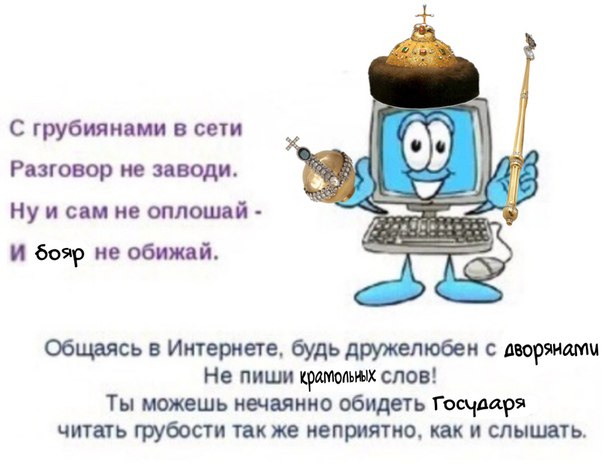 С грубиянами в сети
Разговор не заводи.
Ну и сам не оплошай -
И бояр не обижай.
Общаясь в Интернете, будь дружелюбен с дворянами
Не пиши крамольных слов!
Ты можешь нечаянно обидеть Государя
читать грубости так же неприятно, как и слышать.